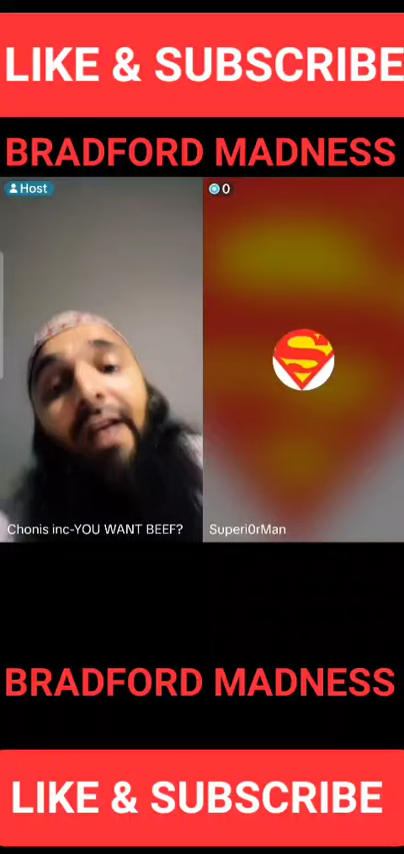 LIKE & SUBSCRIBE
BRADFORD MADNESS
Host
0
S
Chonis inc-YOU WANT BEEF?
Superi0rMan
BRADFORD MADNESS
LIKE & SUBSCRIBE